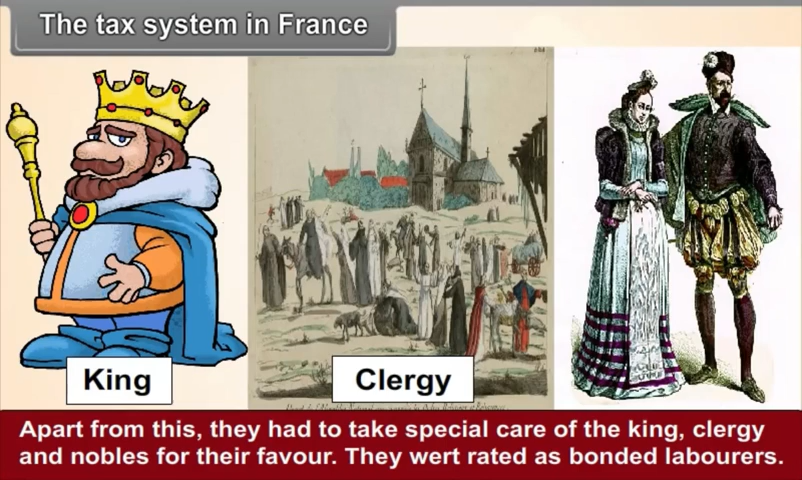 The tax system in France
King
Clergy
Apart from this, they had to take special care of the king, clergy
and nobles for their favour. They wert rated as bonded labourers.